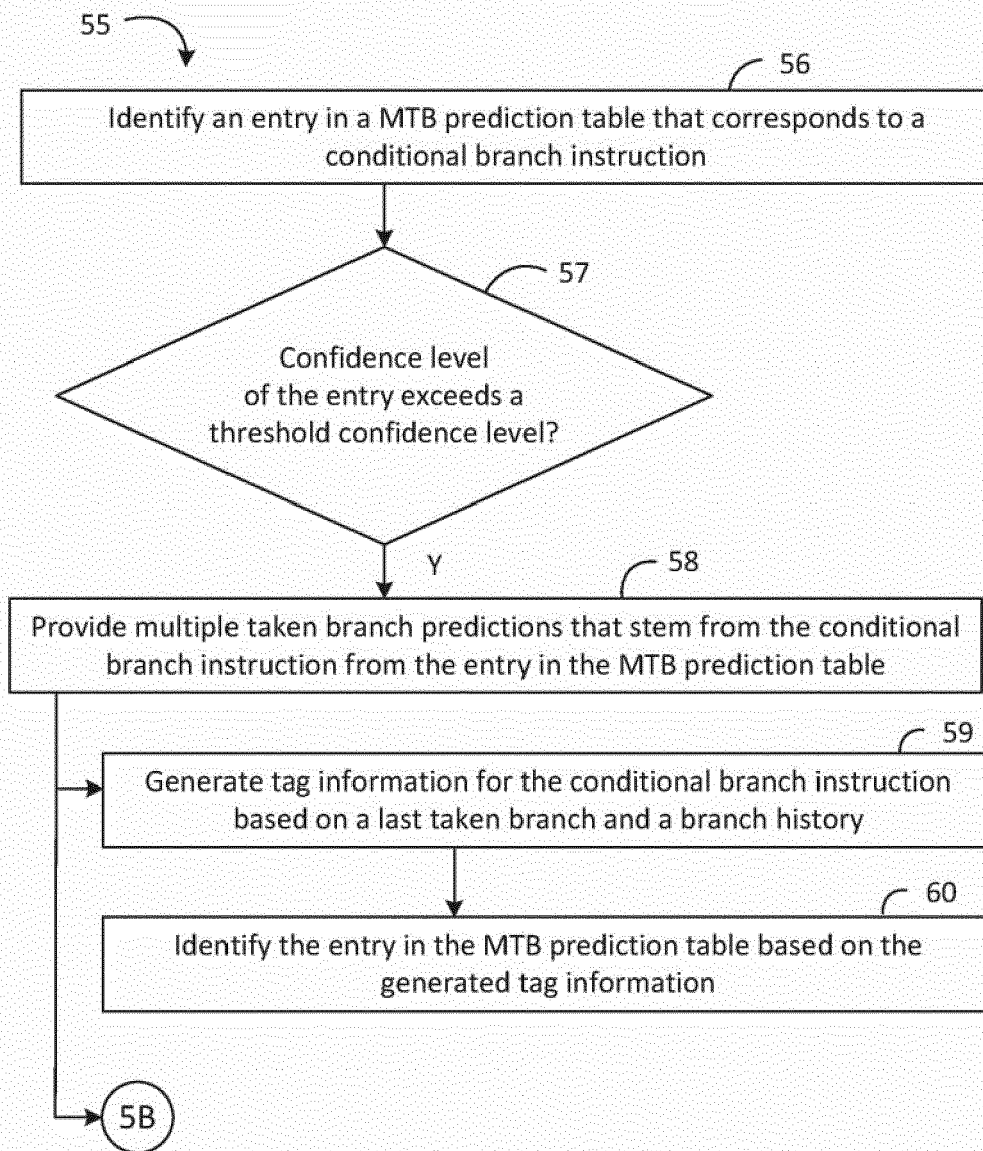 55
56
Identify an entry in a MTB prediction table that corresponds to a
conditional branch instruction
57
Confidence level
of the entry exceeds a
threshold confidence level?
Y
58
Provide multiple taken branch predictions that stem from the conditional
branch instruction from the entry in the MTB prediction table
59
Generate tag information for the conditional branch instruction
based on a last taken branch and a branch history
60
Identify the entry in the MTB prediction table based on the
generated tag information
5B